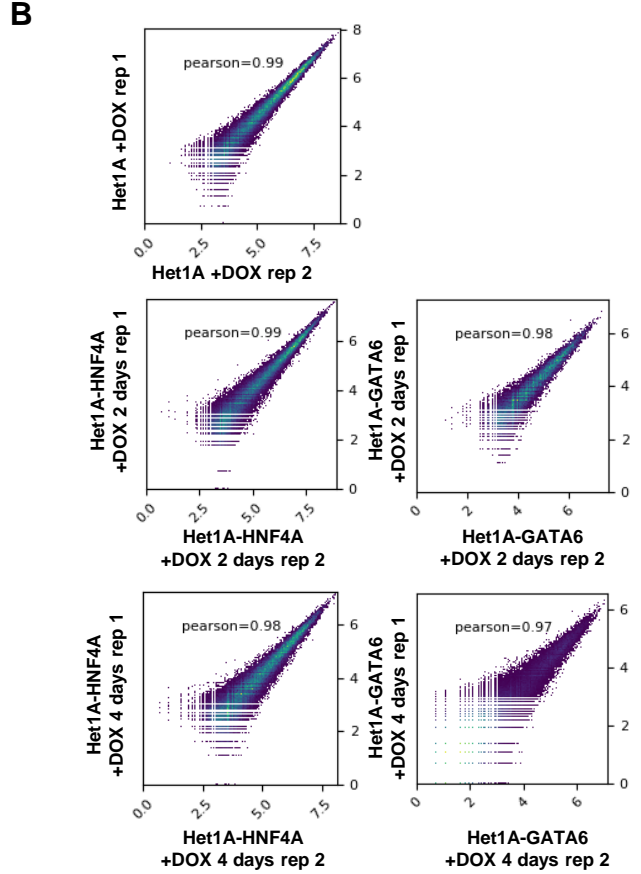 B
pearson=0.99
Het1A +DOX rep 1
8
6
4
2
0
0.0
2.5
5.0
7.5
Het1A +DOX rep 2
pearson=0.99
Het1A-HNF4A
+DOX 2 days rep 1
6
4
2
0
0.0
2.5
5.0
7.5
Het1A-HNF4A
+DOX 2 days rep 2
pearson=0.98
Het1A-GATA6
+DOX 2 days rep 1
6
4
2
0
0
2
4
6
Het1A-GATA6
+DOX 2 days rep 2
pearson=0.98
Het1A-HNF4A
+DOX 4 days rep 1
6
4
2
0
0.0
2.5
5.0
7.5
Het1A-HNF4A
+DOX 4 days rep 2
pearson=0.97
Het1A-GATA6
+DOX 4 days rep 1
6
4
2
0
0
2
4
6
Het1A-GATA6
+DOX 4 days rep 2